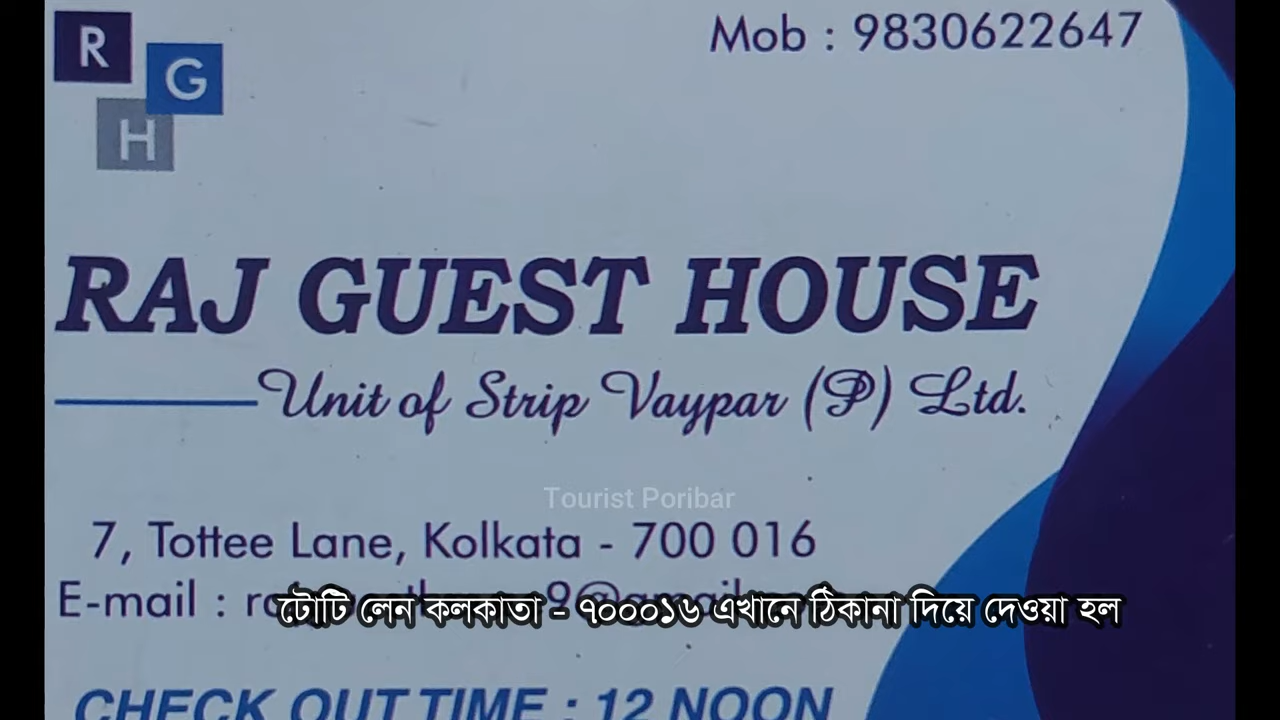 R
G
H
Mob : 9830622647
RAJ GUEST HOUSE
Unit of Strip Vaypar (P) Ltd.
Tourist Poribar
7, Tottee Lane, Kolkata - 700 016
E-mail :
টোটি লেন কলকাতা - ৭০০০১৬ এখানে ঠিকানা দিয়ে দেওয়া হল
CHECK OUT TIME : 12 NOON